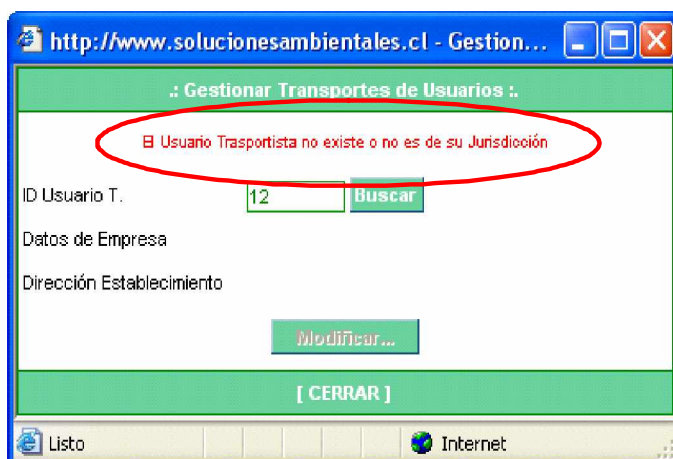 http://www.solucionesambientales.cl - Gestion...
.: Gestionar Transportes de Usuarios :.
El Usuario Trasportista no existe o no es de su Jurisdicción
ID Usuario T. 12 Buscar
Datos de Empresa
Dirección Establecimiento
Modificar...
[ CERRAR ]
Listo Internet